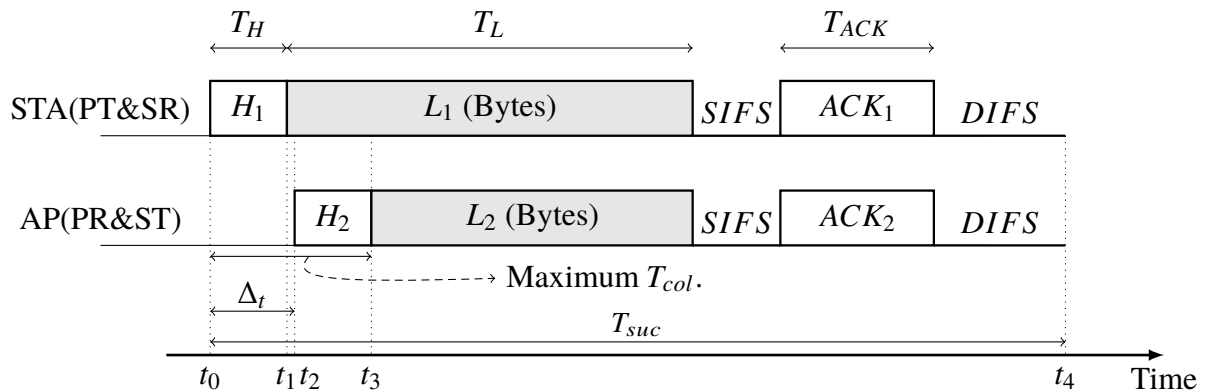 T_H T_L T_ACK
STA(PT&SR) H_1 L_1 (Bytes) SIFS ACK_1 DIFS
AP(PR&ST) H_2 L_2 (Bytes) SIFS ACK_2 DIFS
Maximum T_col.
Δ_t
T_suc
t_0 t_1 t_2 t_3 t_4 Time